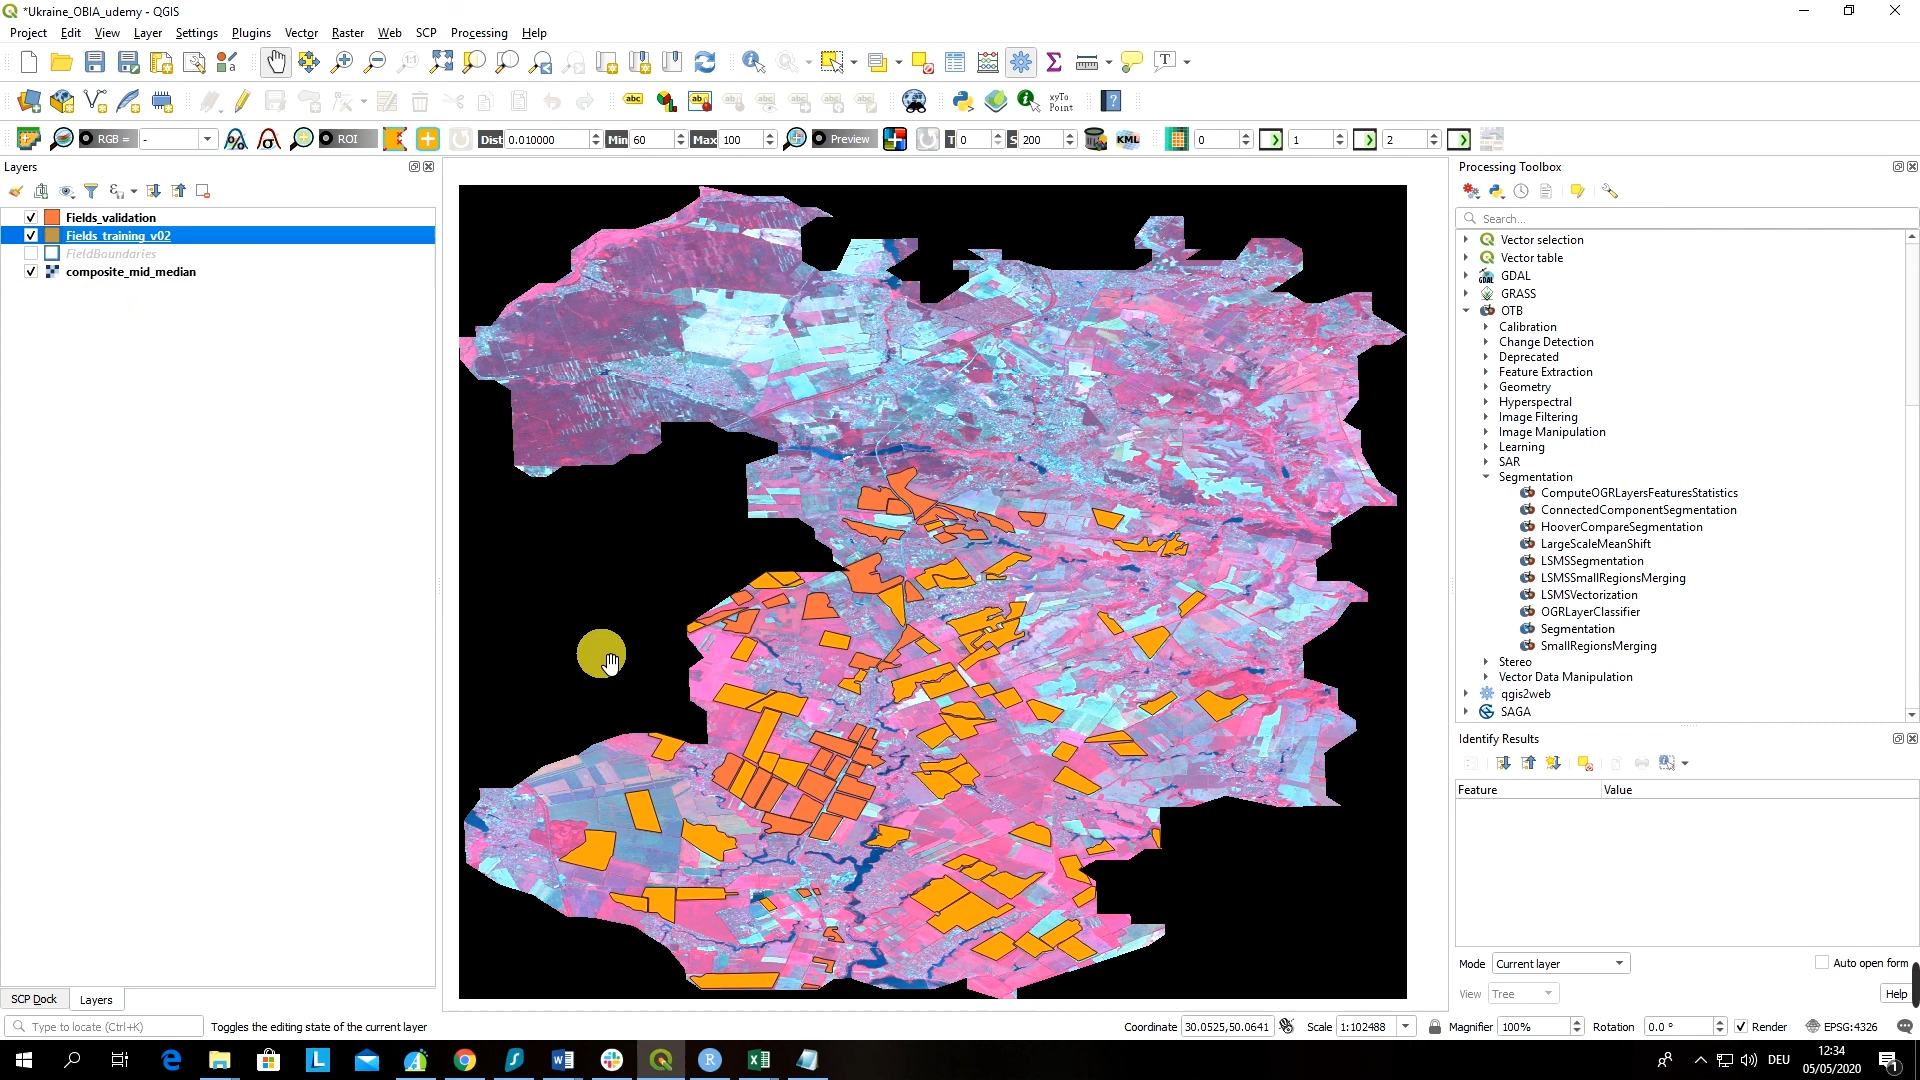 *Ukraine_OBIA_udemy - QGIS
Project Edit View Layer Settings Plugins Vector Raster Web SCP Processing Help
abc ab xyTo Point
RGB = - ROI Dist 0.010000 Min 60 Max 100 Preview T 0 S 200 KML 0 1 2
Layers
Fields_validation
Fields_training_v02
FieldBoundaries
composite_mid_median
Processing Toolbox
Search...
Vector selection
Vector table
GDAL
GRASS
OTB
Calibration
Change Detection
Deprecated
Feature Extraction
Geometry
Hyperspectral
Image Filtering
Image Manipulation
Learning
SAR
Segmentation
ComputeOGRLayersFeaturesStatistics
ConnectedComponentSegmentation
HooverCompareSegmentation
LargeScaleMeanShift
LSMSSegmentation
LSMSSmallRegionsMerging
LSMSVectorization
OGRLayerClassifier
Segmentation
SmallRegionsMerging
Stereo
Vector Data Manipulation
qgis2web
SAGA
Identify Results
Feature Value
Mode Current layer Auto open form
View Tree Help
SCP Dock Layers
Type to locate (Ctrl+K) Toggles the editing state of the current layer Coordinate 30.0525,50.0641 Scale 1:102488 Magnifier 100% Rotation 0.0 ° Render EPSG:4326
DEU 12:34
05/05/2020